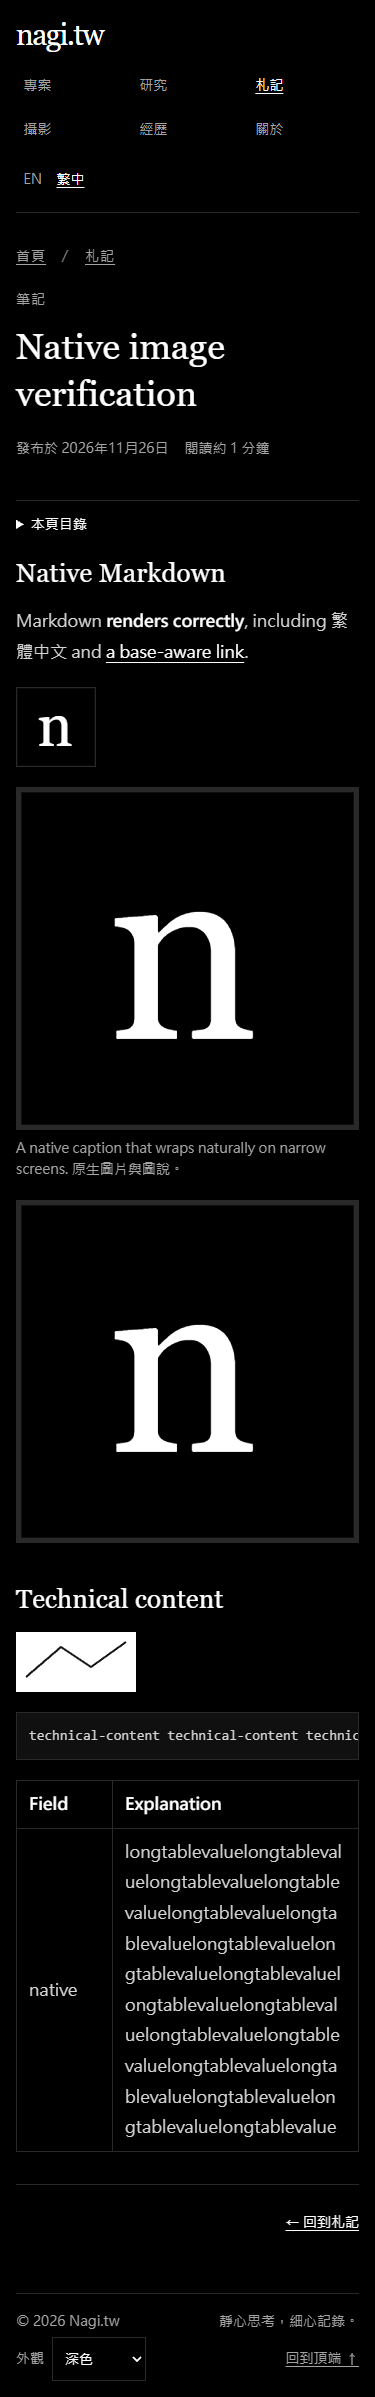 nagi.tw
專案 研究 札記
攝影 經歷 關於
EN 繁中
首頁 / 札記
筆記
Native image
verification
發布於 2026年11月26日 閱讀約 1 分鐘
▶ 本頁目錄
Native Markdown
Markdown renders correctly, including 繁
體中文 and a base-aware link.
n
n
A native caption that wraps naturally on narrow
screens. 原生圖片與圖說。
n
Technical content
technical-content technical-content technic
Field Explanation
native
longtablevaluelongtableval
uelongtablevaluelongtable
valuelongtablevaluelongta
blevaluelongtablevaluelon
gtablevaluelongtablevaluel
ongtablevaluelongtableval
uelongtablevaluelongtable
valuelongtablevaluelongta
blevaluelongtablevaluelon
gtablevaluelongtablevalue
← 回到札記
© 2026 Nagi.tw 靜心思考，細心記錄。
外觀 深色 回到頂端 ↑